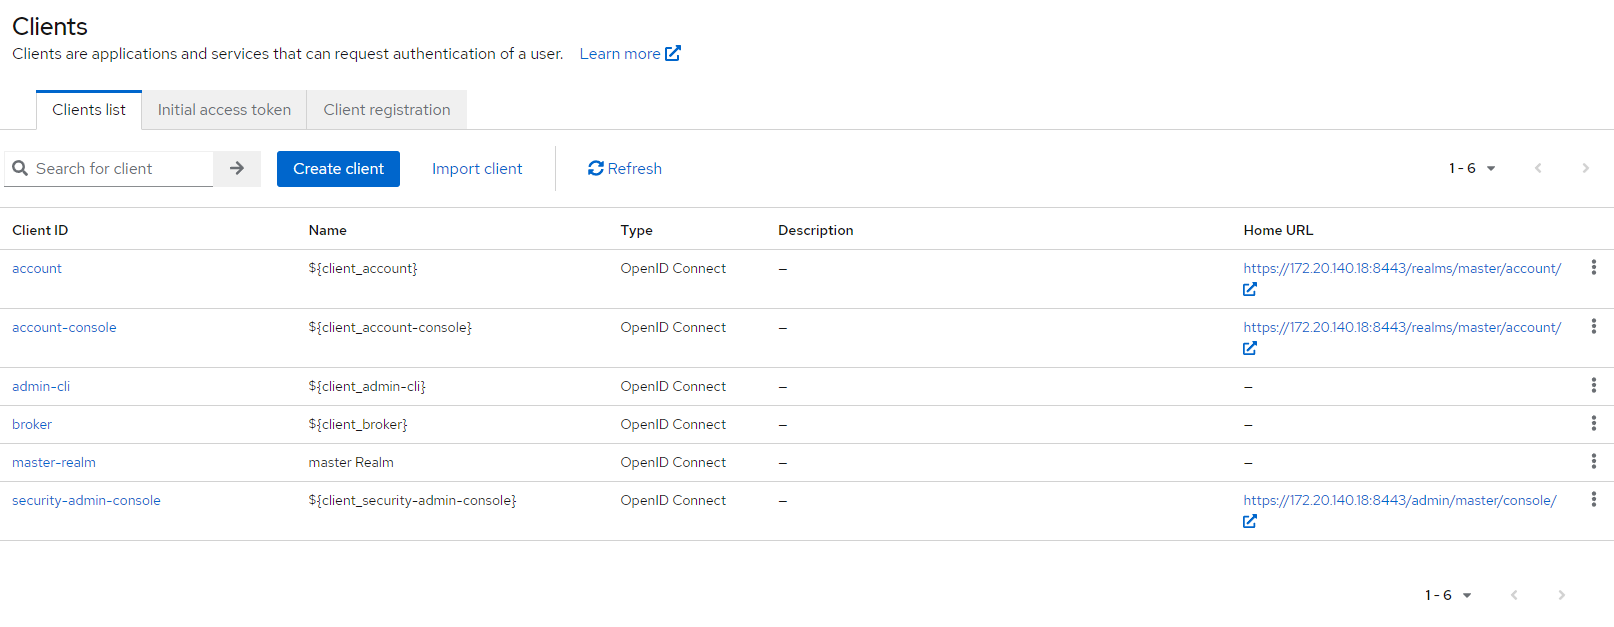 Clients
Clients are applications and services that can request authentication of a user. Learn more
Clients list Initial access token Client registration
Search for client Create client Import client Refresh 1 - 6
Client ID Name Type Description Home URL
account ${client_account} OpenID Connect – https://172.20.140.18:8443/realms/master/account/
account-console ${client_account-console} OpenID Connect – https://172.20.140.18:8443/realms/master/account/
admin-cli ${client_admin-cli} OpenID Connect – –
broker ${client_broker} OpenID Connect – –
master-realm master Realm OpenID Connect – –
security-admin-console ${client_security-admin-console} OpenID Connect – https://172.20.140.18:8443/admin/master/console/
1 - 6